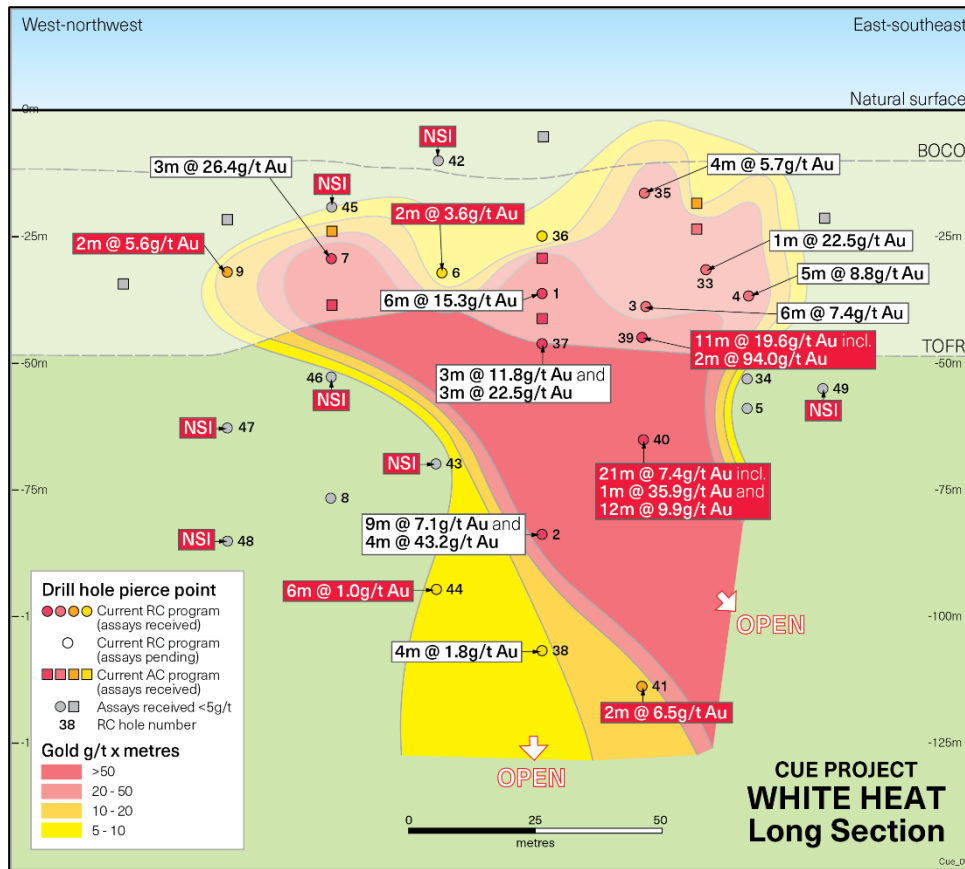 West-northwest
East-southeast
0m
Natural surface
NSI
42
BOCO
3m @ 26.4g/t Au
4m @ 5.7g/t Au
NSI
45
35
2m @ 3.6g/t Au
-25m
36
-25m
2m @ 5.6g/t Au
9
7
6
1m @ 22.5g/t Au
33
5m @ 8.8g/t Au
6m @ 15.3g/t Au
1
4
3
6m @ 7.4g/t Au
39
11m @ 19.6g/t Au incl.
2m @ 94.0g/t Au
37
TOFR
-50m
-50m
3m @ 11.8g/t Au and
3m @ 22.5g/t Au
46
NSI
34
49
NSI
5
NSI
47
40
NSI
43
21m @ 7.4g/t Au incl.
1m @ 35.9g/t Au and
12m @ 9.9g/t Au
-75m
-75m
8
9m @ 7.1g/t Au and
4m @ 43.2g/t Au
2
NSI
48
6m @ 1.0g/t Au
44
-100m
OPEN
4m @ 1.8g/t Au
38
41
2m @ 6.5g/t Au
-125m
OPEN
Drill hole pierce point
Current RC program
(assays received)
Current RC program
(assays pending)
Current AC program
(assays received)
Assays received <5g/t
38 RC hole number
Gold g/t x metres
>50
20 - 50
10 - 20
5 - 10
0 25 50
metres
CUE PROJECT
WHITE HEAT
Long Section